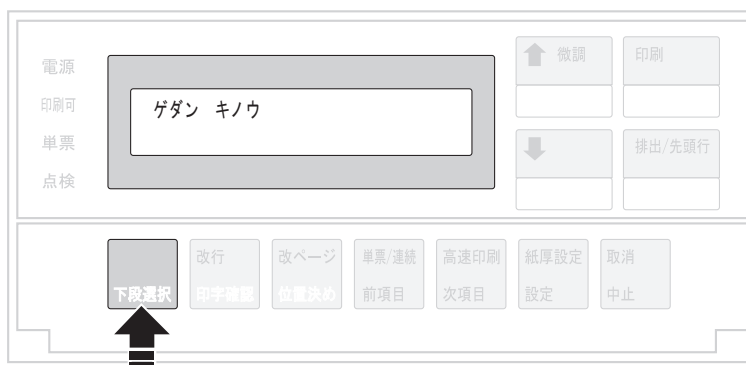 電源
印刷可
単票
点検
ゲダン キノウ
微調
印刷
排出/先頭行
下段選択
改行
印字確認
改ページ
位置決め
単票/連続
前項目
高速印刷
次項目
紙厚設定
設定
取消
中止